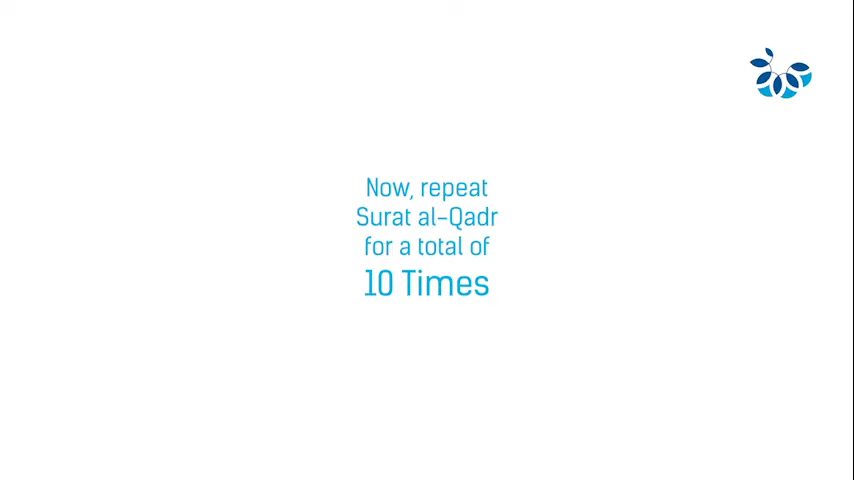 Now, repeat
Surat al-Qadr
for a total of
10 Times